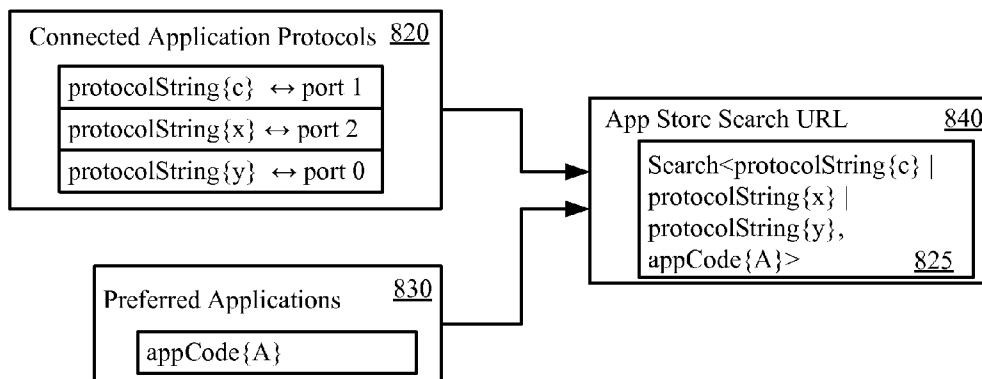 Connected Application Protocols 820
protocolString{c} ↔ port 1
protocolString{x} ↔ port 2
protocolString{y} ↔ port 0
Preferred Applications 830
appCode{A}
App Store Search URL 840
Search<protocolString{c} |
protocolString{x} |
protocolString{y},
appCode{A}> 825